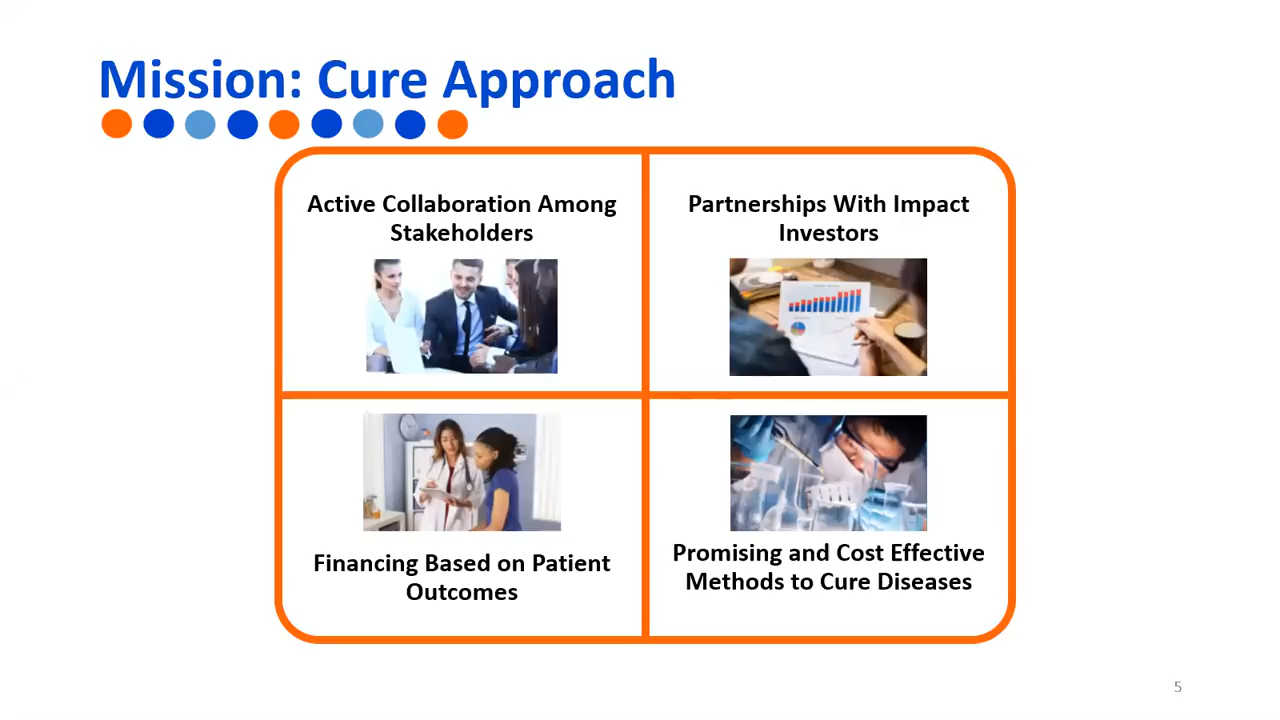 Mission: Cure Approach
Active Collaboration Among
Stakeholders
Partnerships With Impact
Investors
Financing Based on Patient
Outcomes
Promising and Cost Effective
Methods to Cure Diseases
5